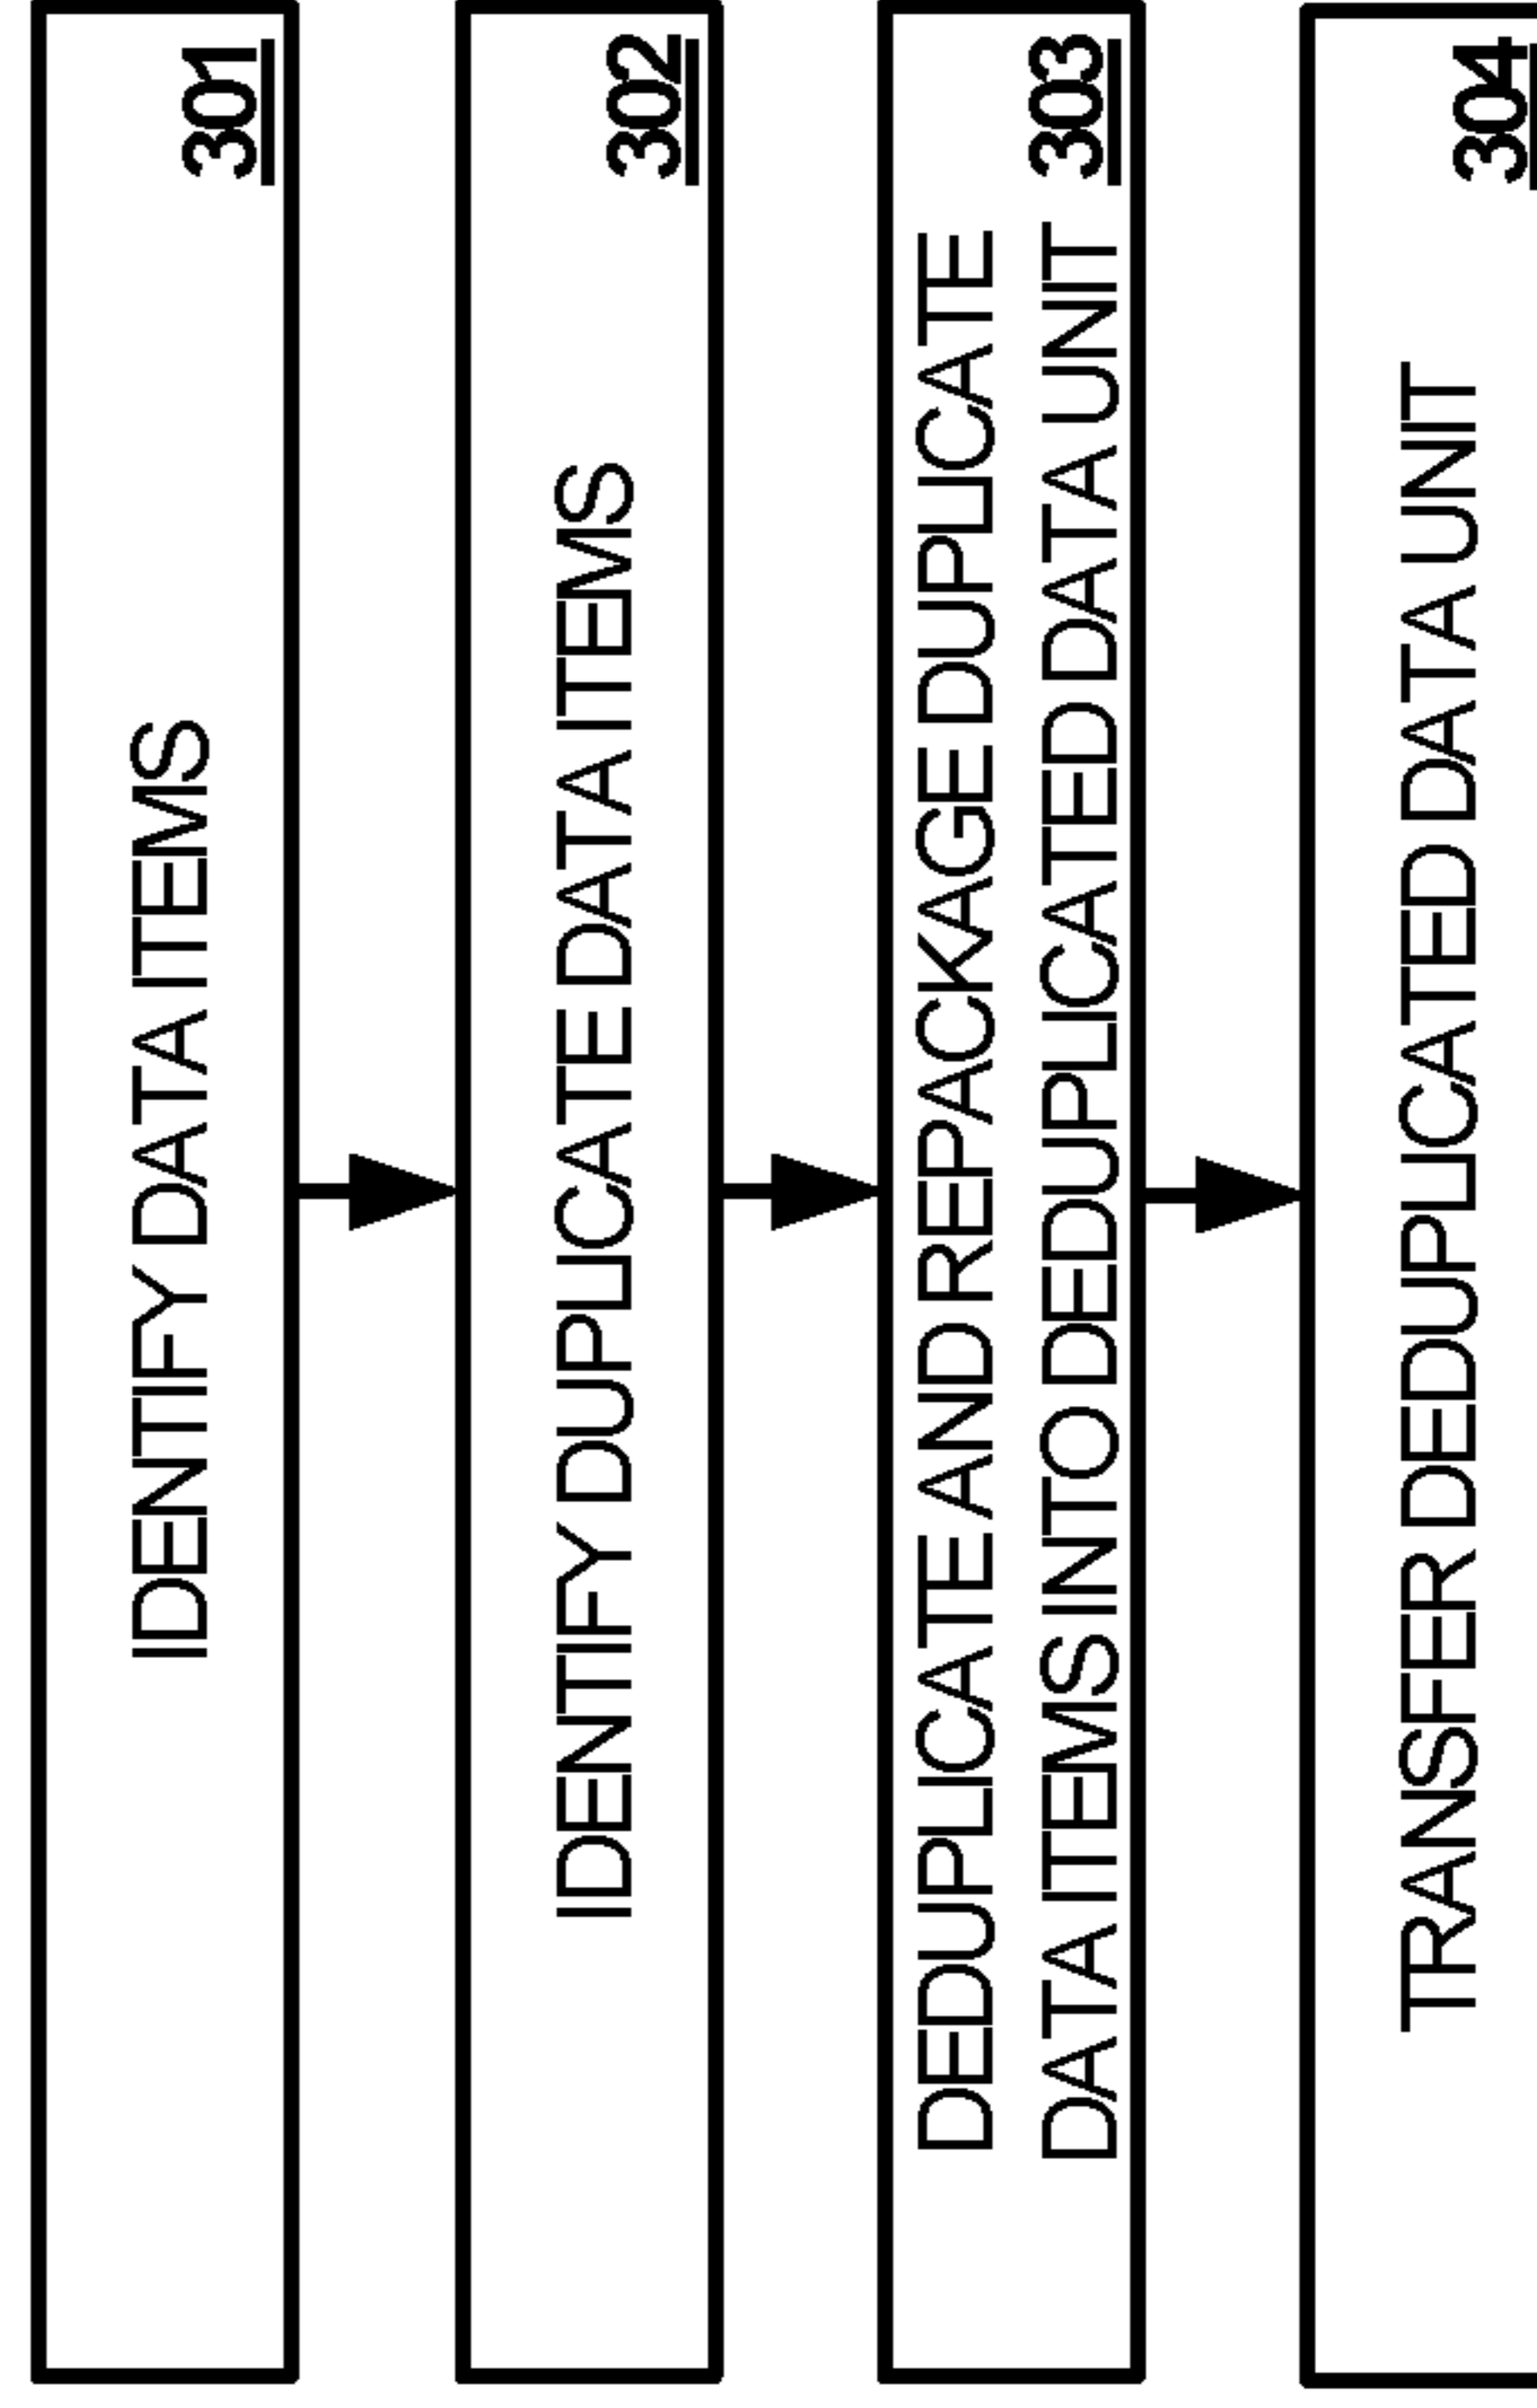 IDENTIFY DATA ITEMS
301
IDENTIFY DUPLICATE DATA ITEMS
302
DEDUPLICATE AND REPACKAGE DUPLICATE
DATA ITEMS INTO DEDUPLICATED DATA UNIT
303
TRANSFER DEDUPLICATED DATA UNIT
304